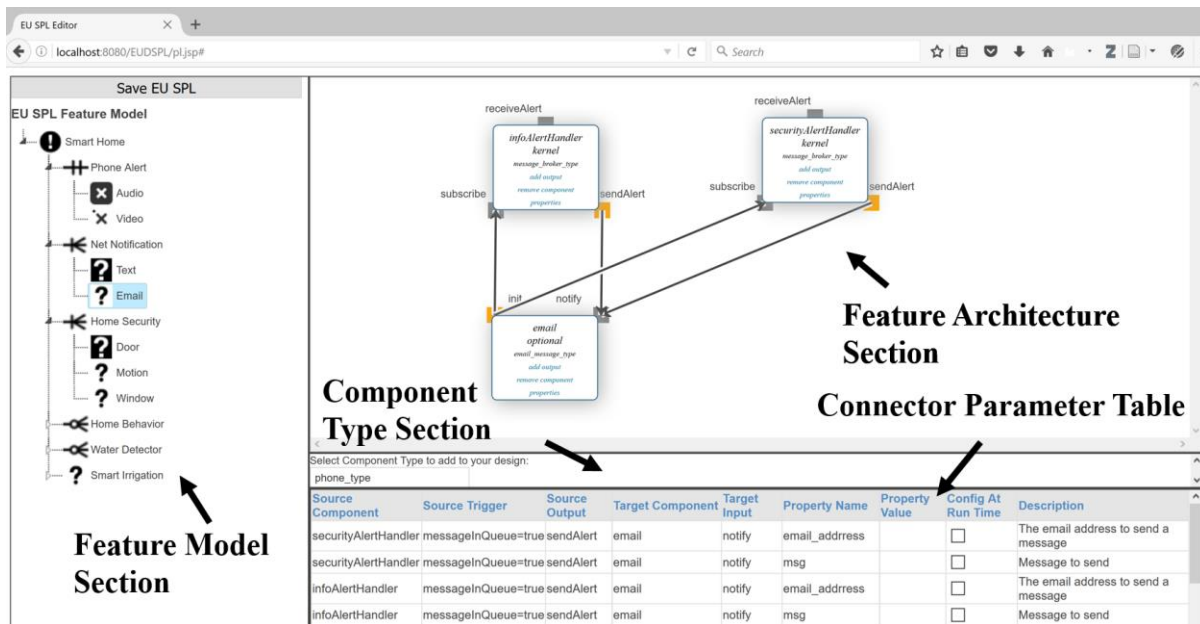 EU SPL Editor
localhost:8080/EUDSPL/pl.jsp#
Search
Save EU SPL
EU SPL Feature Model
Smart Home
Phone Alert
Audio
Video
Net Notification
Text
Email
Home Security
Door
Motion
Window
Home Behavior
Water Detector
Smart Irrigation
Feature Model
Section
receiveAlert
infoAlertHandler
kernel
message_broker_type
add output
remove component
properties
subscribe
sendAlert
receiveAlert
securityAlertHandler
kernel
message_broker_type
add output
remove component
properties
subscribe
sendAlert
init
notify
email
optional
email_message_type
add output
remove component
properties
Feature Architecture
Section
Component
Type Section
Connector Parameter Table
Select Component Type to add to your design:
phone_type
Source Component Source Trigger Source Output Target Component Target Input Property Name Property Value Config At Run Time Description
securityAlertHandler messageInQueue=true sendAlert email notify email_addrress The email address to send a message
securityAlertHandler messageInQueue=true sendAlert email notify msg Message to send
infoAlertHandler messageInQueue=true sendAlert email notify email_addrress The email address to send a message
infoAlertHandler messageInQueue=true sendAlert email notify msg Message to send